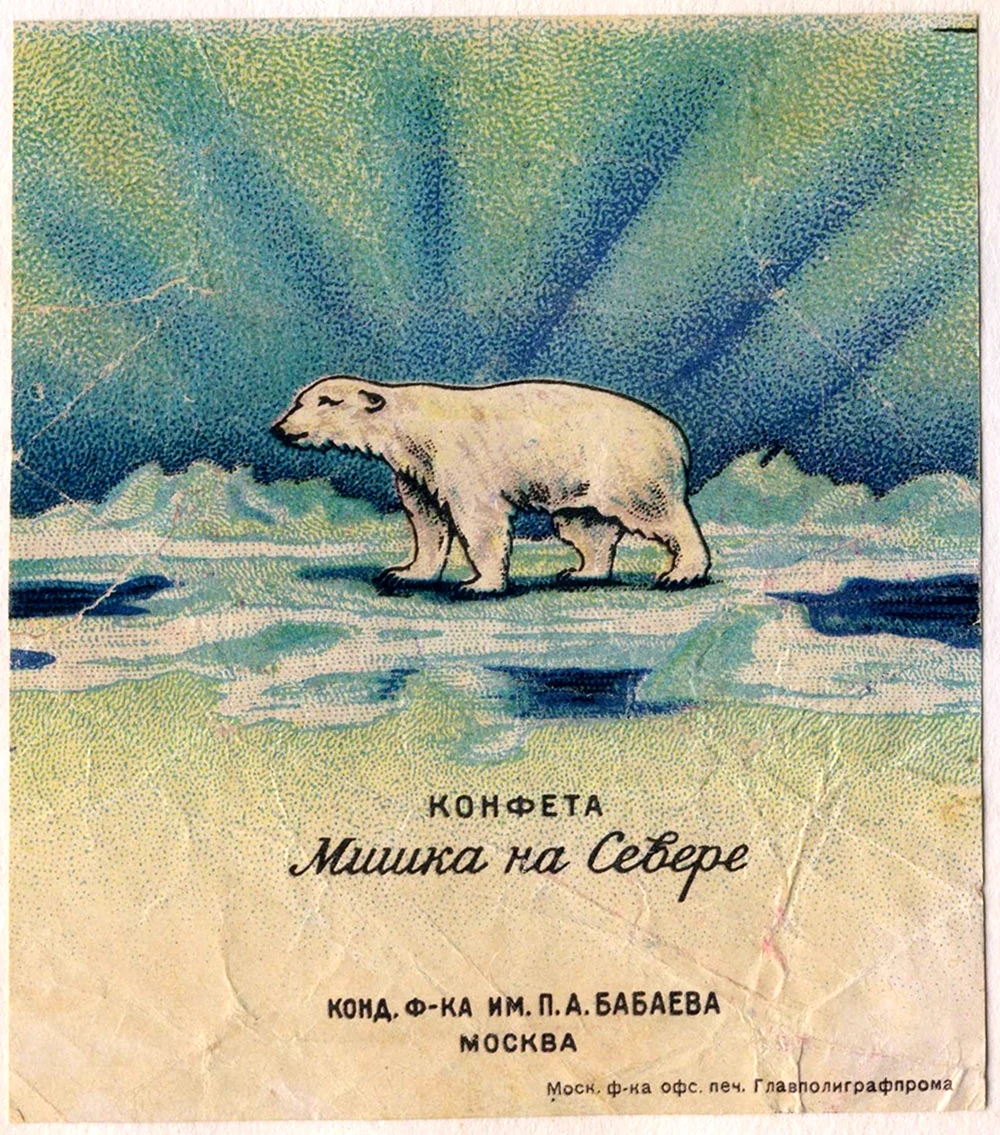 КОНФЕТА
Мишка на Севере
КОНД. Ф-КА ИМ. П. А. БАБАЕВА
МОСКВА
Моск. ф-ка офс. печ. Главполиграфпрома